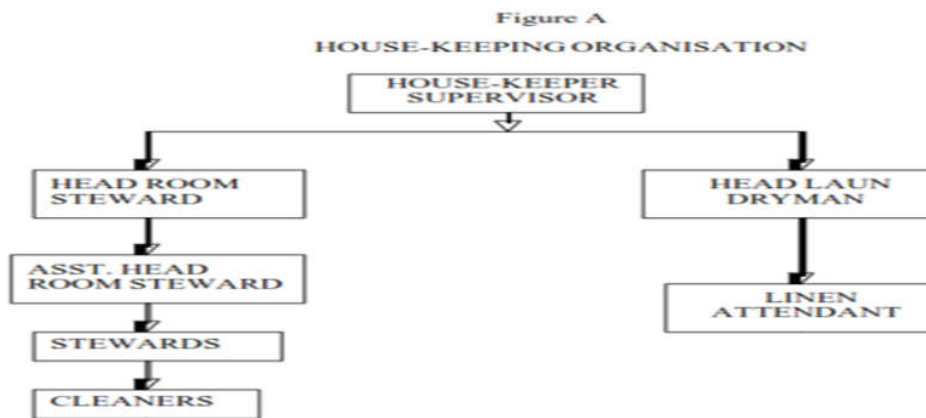 Figure A
HOUSE-KEEPING ORGANISATION
HOUSE-KEEPER
SUPERVISOR
HEAD ROOM
STEWARD
HEAD LAUN
DRYMAN
ASST. HEAD
ROOM STEWARD
LINEN
ATTENDANT
STEWARDS
CLEANERS